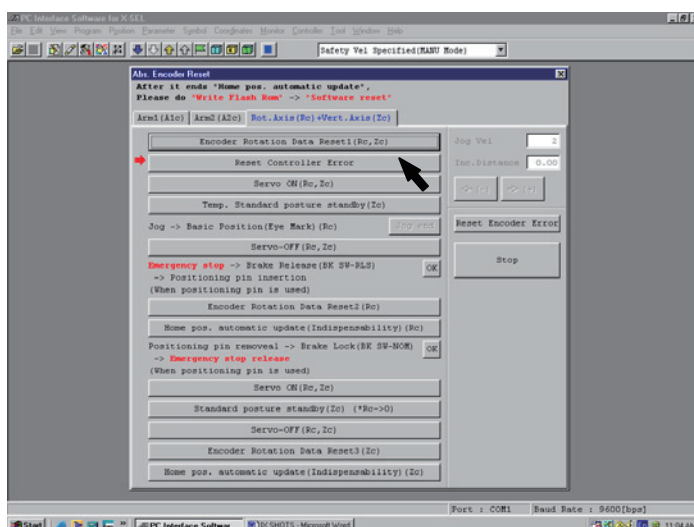 PC Interface Software for X-SEL
File Edit View Program Position Parameter Symbol Coordinates Monitor Controller Tool Window Help
Safety Vel Specified(MANU Mode)
Abs. Encoder Reset
After it ends "Home pos. automatic update",
Please do "Write Flash Rom" -> "Software reset"
Arm1(A1c) Arm2(A2c) Rot.Axis(Rc)+Vert.Axis(Zc)
Encoder Rotation Data Reset1(Rc,Zc)
Reset Controller Error
Servo ON(Rc,Zc)
Temp. Standard posture standby(Zc)
Jog -> Basic Position(Eye Mark)(Rc) Jog end
Servo-OFF(Rc,Zc)
Emergency stop -> Brake Release(BK SW-RLS)
-> Positioning pin insertion
(When positioning pin is used)
OK
Encoder Rotation Data Reset2(Rc)
Home pos. automatic update(Indispensability)(Rc)
Positioning pin removeal -> Brake Lock(BK SW-NOM)
-> Emergency stop release
(When positioning pin is used)
OK
Servo ON(Rc,Zc)
Standard posture standby(Zc) (*Rc->0)
Servo-OFF(Rc,Zc)
Encoder Rotation Data Reset3(Zc)
Home pos. automatic update(Indispensability)(Zc)
Jog Vel 2
Inc.Distance 0.00
(-) (+)
Reset Encoder Error
Stop
Port : COM1 Baud Rate : 9600[bps]
Start PC Interface Softwar... PCSHOTS - Microsoft Word 11:04 AM